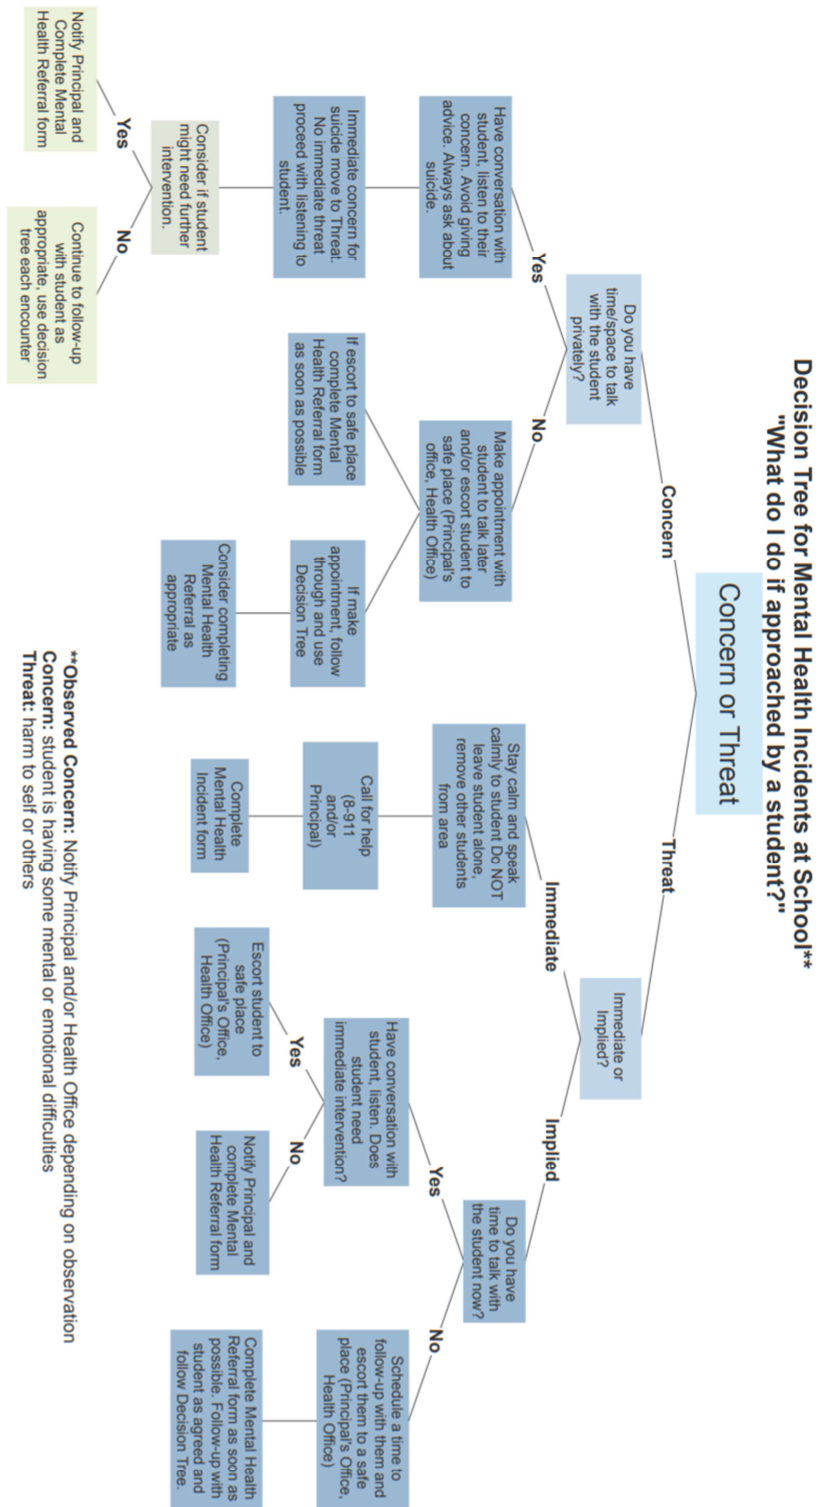 Decision Tree for Mental Health Incidents at School**
"What do I do if approached by a student?"
Concern or Threat
Concern
Threat
Do you have
time/space to talk
with the student
privately?
Immediate or
Implied?
Yes
No
Immediate
Implied
Have conversation with
student, listen to their
concern. Avoid giving
advice. Always ask about
suicide.
Make appointment with
student to talk later
and/or escort student to
safe place (Principal's
office, Health Office)
Stay calm and speak
calmly to student Do NOT
leave student alone,
remove other students
from area
Do you have
time to talk with
the student now?
Yes
No
Immediate concern for
suicide move to Threat.
No immediate threat
proceed with listening to
student.
If escort to safe place
complete Mental
Health Referral form
as soon as possible
If make
appointment, follow
through and use
Decision Tree
Call for help
(8-911
and/or
Principal)
Have conversation with
student, listen. Does
student need
immediate intervention?
Schedule a time to
follow-up with them and
escort them to a safe
place (Principal's Office,
Health Office)
Yes
No
Consider if student
might need further
intervention.
Consider completing
Mental Health
Referral as
appropriate
Complete
Mental Health
Incident form
Escort student to
safe place
(Principal's Office,
Health Office)
Notify Principal and
complete Mental
Health Referral form
Complete Mental Health
Referral form as soon as
possible. Follow-up with
student as agreed and
follow Decision Tree.
Yes
No
Notify Principal and
Complete Mental
Health Referral form
Continue to follow-up
with student as
appropriate, use decision
tree each encounter
**Observed Concern: Notify Principal and/or Health Office depending on observation
Concern: student is having some mental or emotional difficulties
Threat: harm to self or others